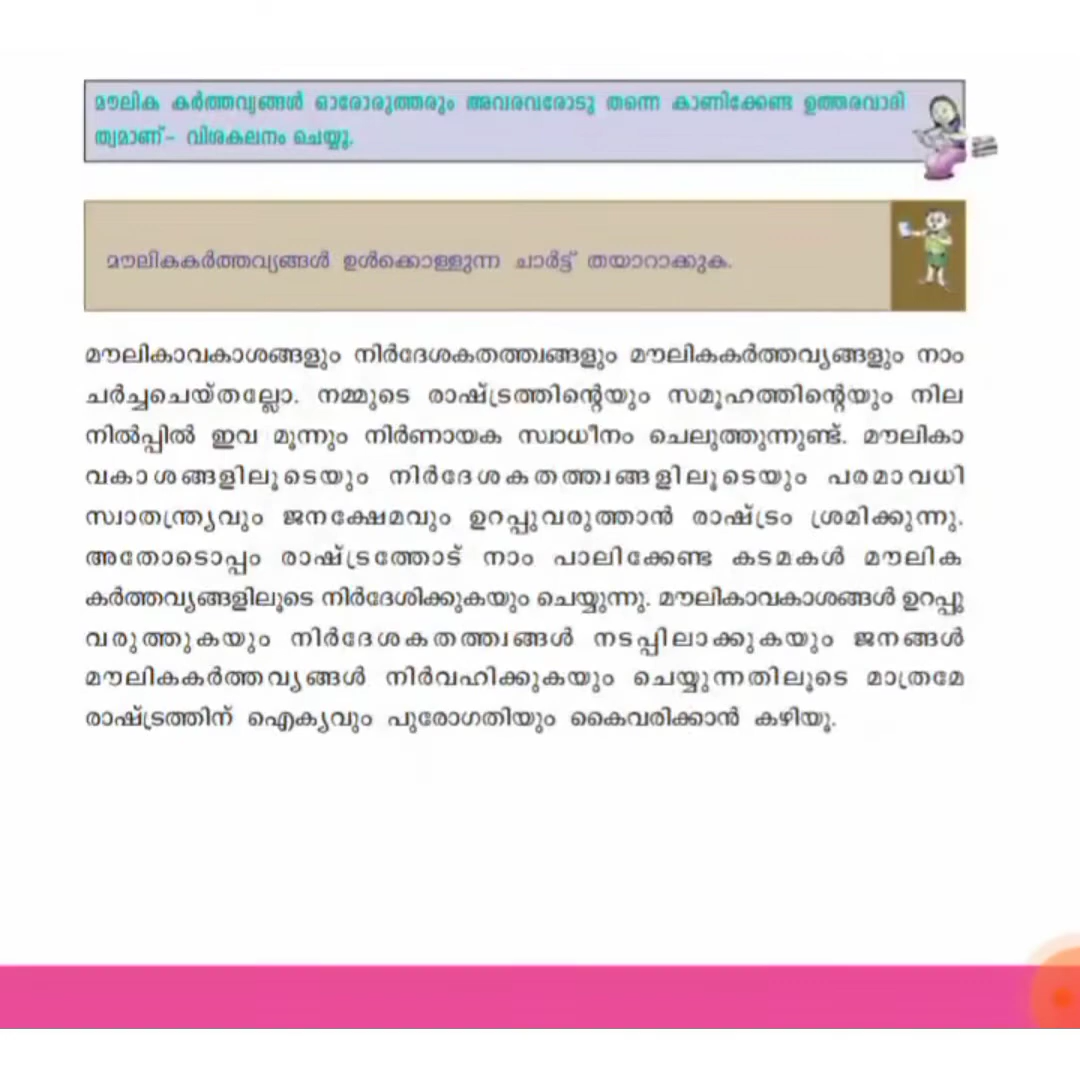 മൗലിക കർത്തവ്യങ്ങൾ ഓരോരുത്തരും അവരവരോടു തന്നെ കാണിക്കേണ്ട ഉത്തരവാദി
ത്വമാണ്- വിശകലനം ചെയ്യൂ.
മൗലികകർത്തവ്യങ്ങൾ ഉൾക്കൊള്ളുന്ന ചാർട്ട് തയാറാക്കുക.
മൗലികാവകാശങ്ങളും നിർദേശകതത്ത്വങ്ങളും മൗലികകർത്തവ്യങ്ങളും നാം
ചർച്ചചെയ്തല്ലോ. നമ്മുടെ രാഷ്ട്രത്തിന്റെയും സമൂഹത്തിന്റെയും നില
നിൽപ്പിൽ ഇവ മൂന്നും നിർണായക സ്വാധീനം ചെലുത്തുന്നുണ്ട്. മൗലികാ
വകാശങ്ങളിലൂടെയും നിർദേശകതത്ത്വങ്ങളിലൂടെയും പരമാവധി
സ്വാതന്ത്ര്യവും ജനക്ഷേമവും ഉറപ്പുവരുത്താൻ രാഷ്ട്രം ശ്രമിക്കുന്നു.
അതോടൊപ്പം രാഷ്ട്രത്തോട് നാം പാലിക്കേണ്ട കടമകൾ മൗലിക
കർത്തവ്യങ്ങളിലൂടെ നിർദേശിക്കുകയും ചെയ്യുന്നു. മൗലികാവകാശങ്ങൾ ഉറപ്പു
വരുത്തുകയും നിർദേശകതത്ത്വങ്ങൾ നടപ്പിലാക്കുകയും ജനങ്ങൾ
മൗലികകർത്തവ്യങ്ങൾ നിർവഹിക്കുകയും ചെയ്യുന്നതിലൂടെ മാത്രമേ
രാഷ്ട്രത്തിന് ഐക്യവും പുരോഗതിയും കൈവരിക്കാൻ കഴിയൂ.